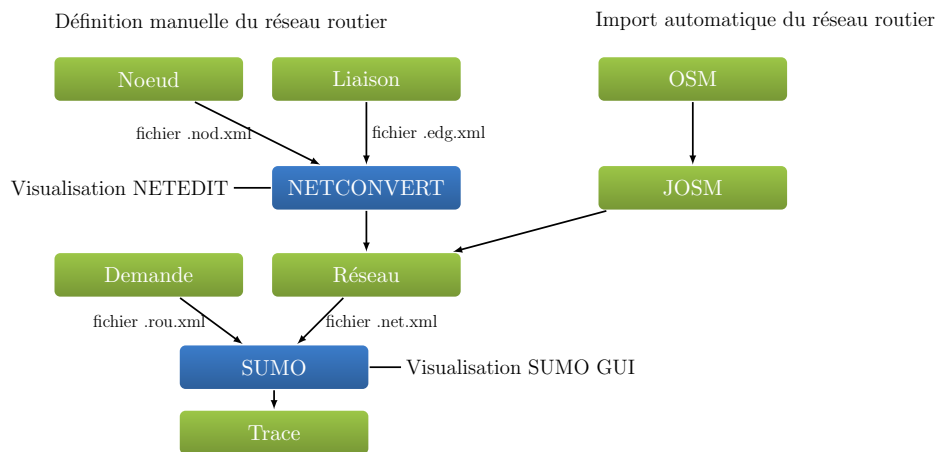 Définition manuelle du réseau routier
Import automatique du réseau routier
Noeud
Liaison
OSM
fichier .nod.xml
fichier .edg.xml
Visualisation NETEDIT
NETCONVERT
JOSM
Demande
Réseau
fichier .rou.xml
fichier .net.xml
SUMO
Visualisation SUMO GUI
Trace